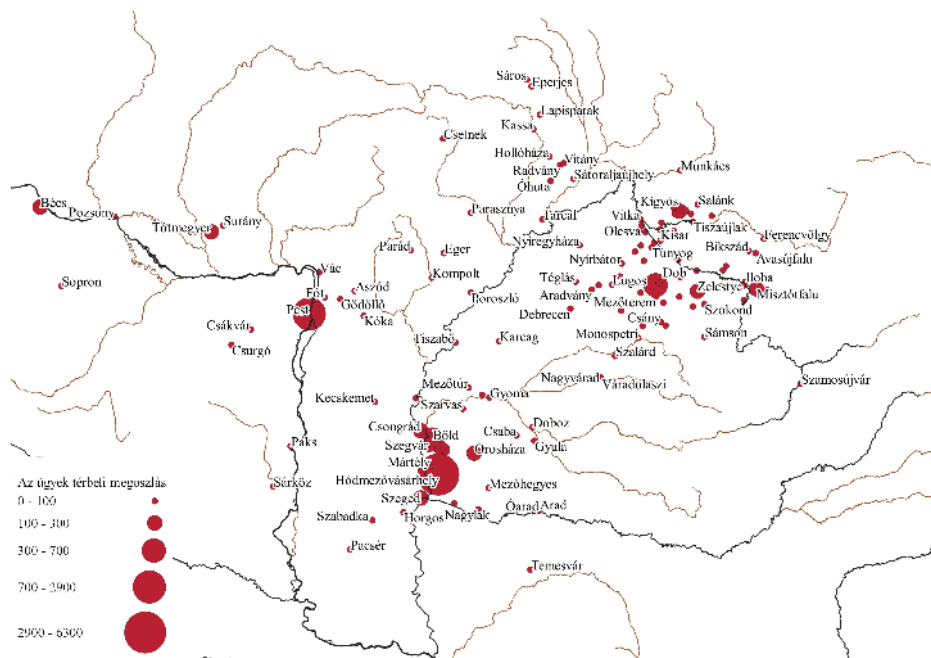 Sáros
Eperjes
Lapispatak
Kassa
Csetnek
Hollóháza
Vitány
Radvány
Munkács
Sátoraljaújhely
Óhuta
Bécs
Salánk
Kigyós
Pozsony
Parasznya
Tarcal
Vitka
Tiszaújlak
Surány
Tótmegyer
Olcsva
Kisar
Ferencvölgy
Parád
Eger
Nyíregyháza
Tunyog
Bikszád
Avasújfalu
Nyírbátor
Vác
Kompolt
Dob
Iloba
Sopron
Téglás
Lugos
Zelestye
Aszód
Poroszló
Aradvány
Misztótfalu
Fót
Gödöllő
Mezőterem
Szokond
Pest
Debrecen
Kóka
Csány
Csákvár
Karcag
Monospetri
Sámson
Tiszabő
Csurgó
Szalárd
Nagyvárad
Váradolaszi
Szamosújvár
Mezőtúr
Kecskemét
Szarvas
Gyoma
Csongrád
Böld
Csaba
Doboz
Paks
Szegvár
Orosháza
Gyula
Mártély
Az ügyek térbeli megoszlás
Hódmezővásárhely
Sárköz
Mezőhegyes
0 - 100
Szeged
Szabadka
Horgos
Nagylak
Óarad
Arad
100 - 300
300 - 700
Pacsér
Temesvár
700 - 2900
2900 - 6300